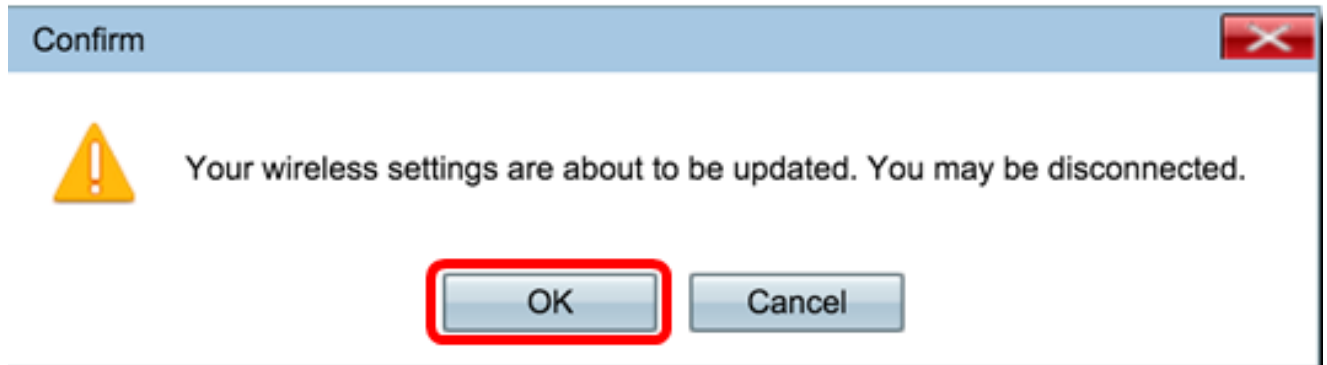 Confirm
Your wireless settings are about to be updated. You may be disconnected.
OK
Cancel